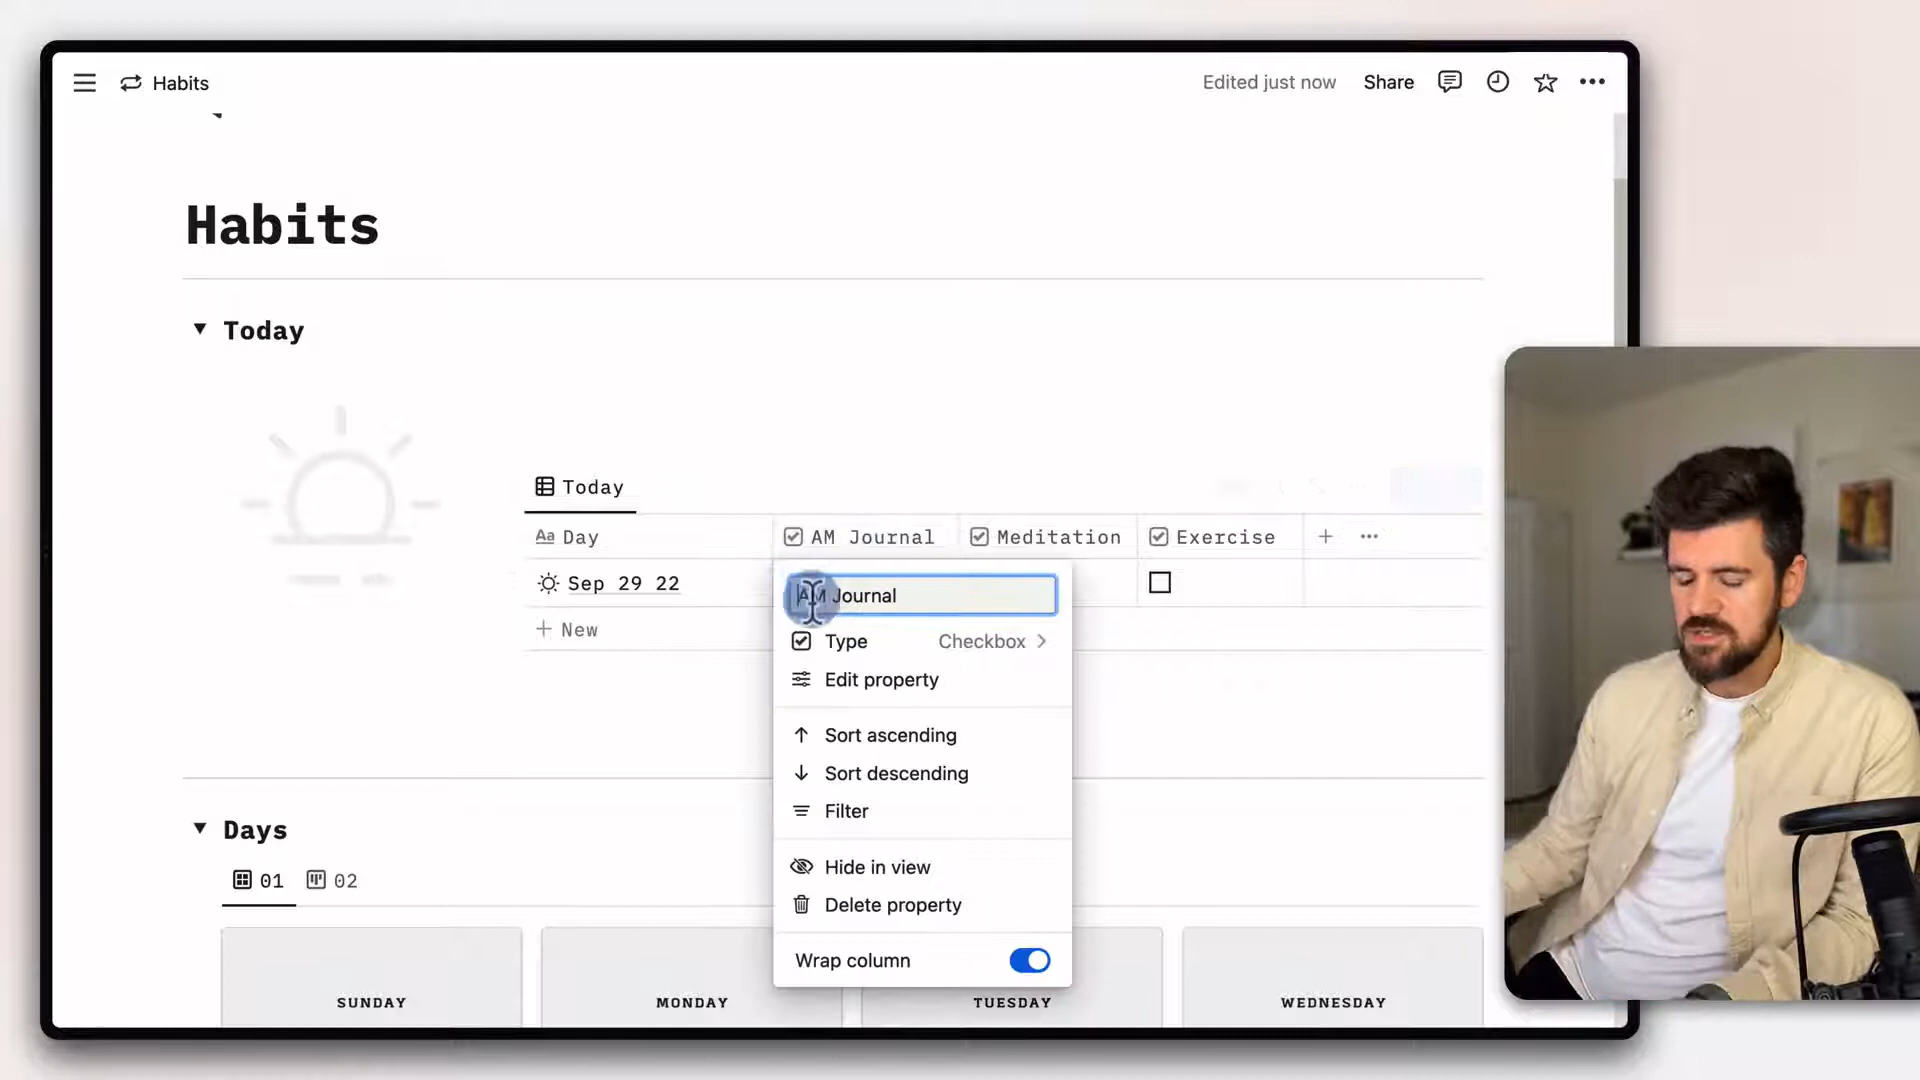 Habits
Edited just now
Share
Habits
Today
Today
Aa Day
AM Journal
Meditation
Exercise
Sep 29 22
New
AM Journal
Type
Checkbox
Edit property
Sort ascending
Sort descending
Filter
Hide in view
Delete property
Wrap column
Days
01
02
SUNDAY
MONDAY
TUESDAY
WEDNESDAY